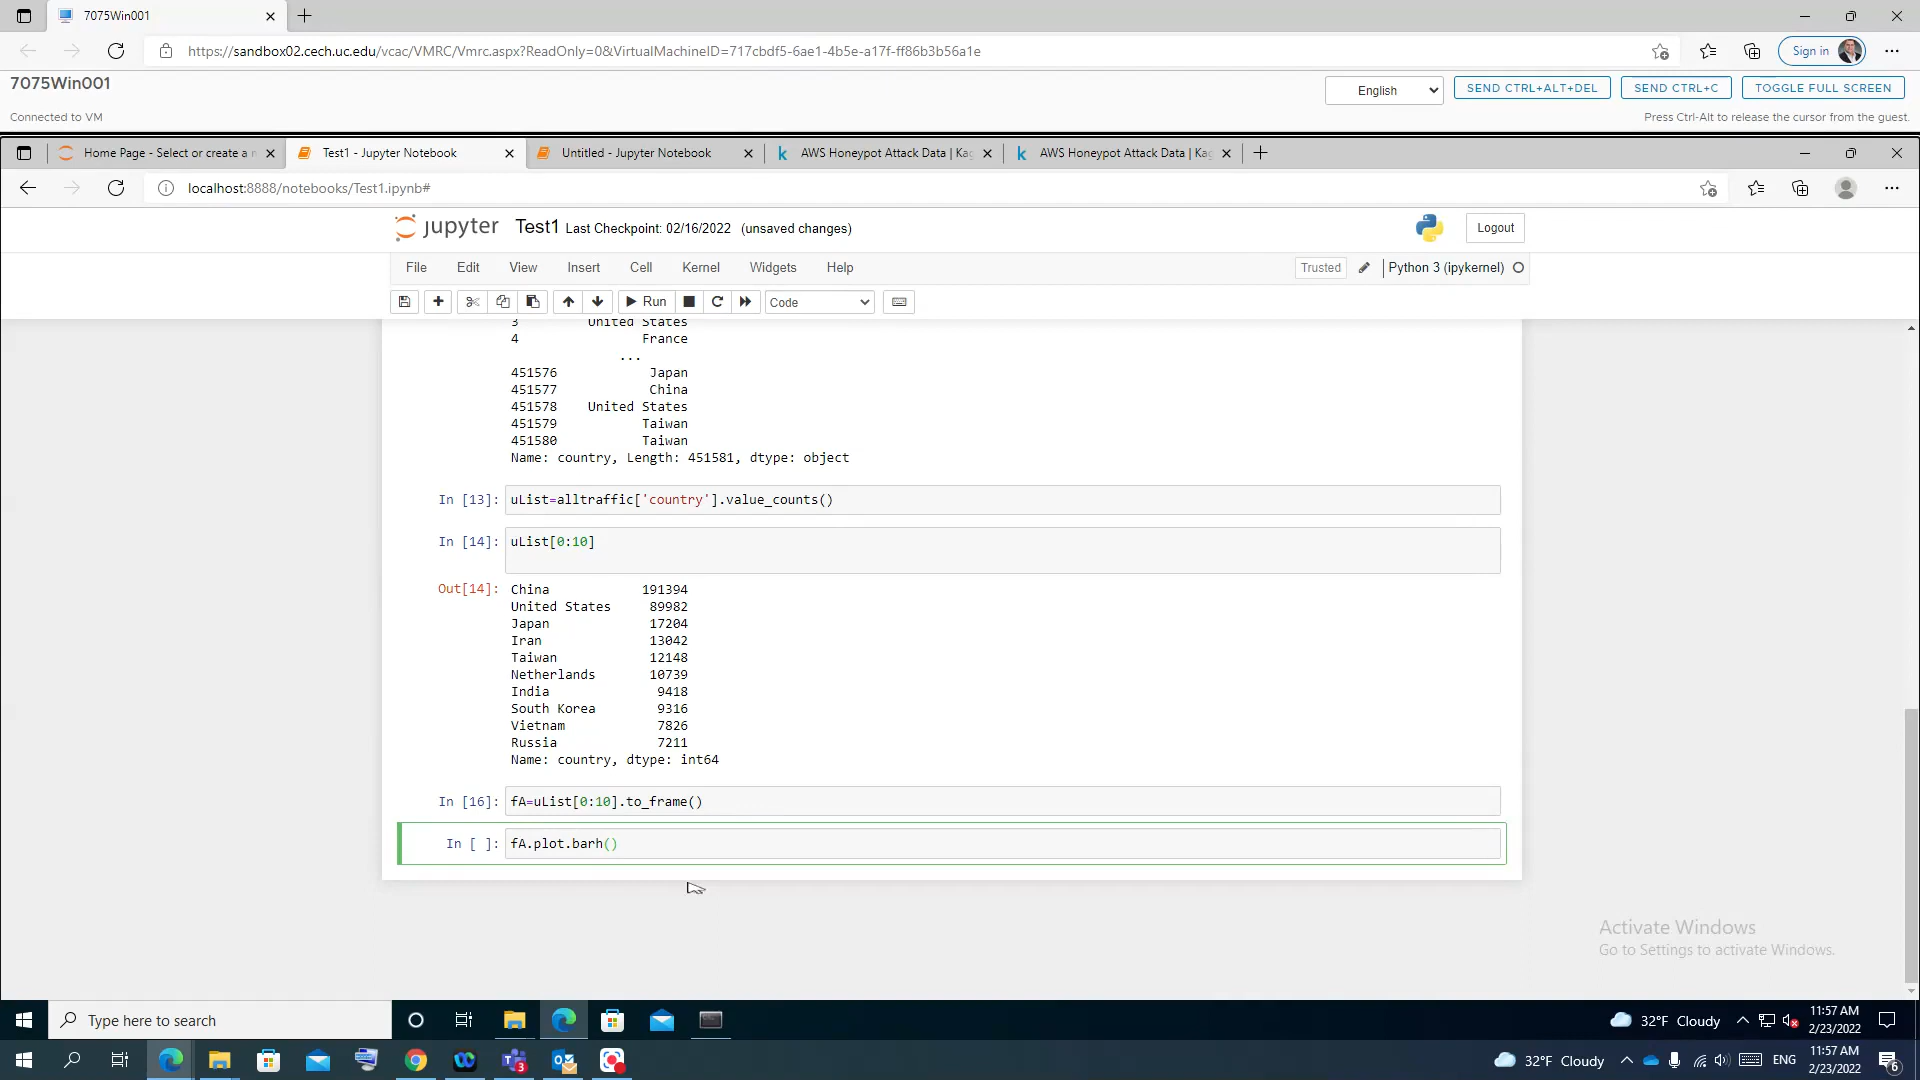 7075Win001
https://sandbox02.cech.uc.edu/vcac/VMRC/Vmrc.aspx?ReadOnly=0&VirtualMachineID=717cbdf5-6ae1-4b5e-a17f-ff86b3b56a1e
Sign in
7075Win001
English
SEND CTRL+ALT+DEL
SEND CTRL+C
TOGGLE FULL SCREEN
Connected to VM
Press Ctrl-Alt to release the cursor from the guest.
Home Page - Select or create a n
Test1 - Jupyter Notebook
Untitled - Jupyter Notebook
AWS Honeypot Attack Data | Kag
AWS Honeypot Attack Data | Kag
localhost:8888/notebooks/Test1.ipynb#
jupyter Test1 Last Checkpoint: 02/16/2022 (unsaved changes)
Logout
File Edit View Insert Cell Kernel Widgets Help
Trusted
Python 3 (ipykernel)
Run
Code
3 United States
4 France
...
451576 Japan
451577 China
451578 United States
451579 Taiwan
451580 Taiwan
Name: country, Length: 451581, dtype: object
In [13]: uList=alltraffic['country'].value_counts()
In [14]: uList[0:10]
Out[14]: China 191394
United States 89982
Japan 17204
Iran 13042
Taiwan 12148
Netherlands 10739
India 9418
South Korea 9316
Vietnam 7826
Russia 7211
Name: country, dtype: int64
In [16]: fA=uList[0:10].to_frame()
In [ ]: fA.plot.barh()
Activate Windows
Go to Settings to activate Windows.
Type here to search
32°F Cloudy
11:57 AM
2/23/2022
32°F Cloudy
ENG
11:57 AM
2/23/2022
3
6